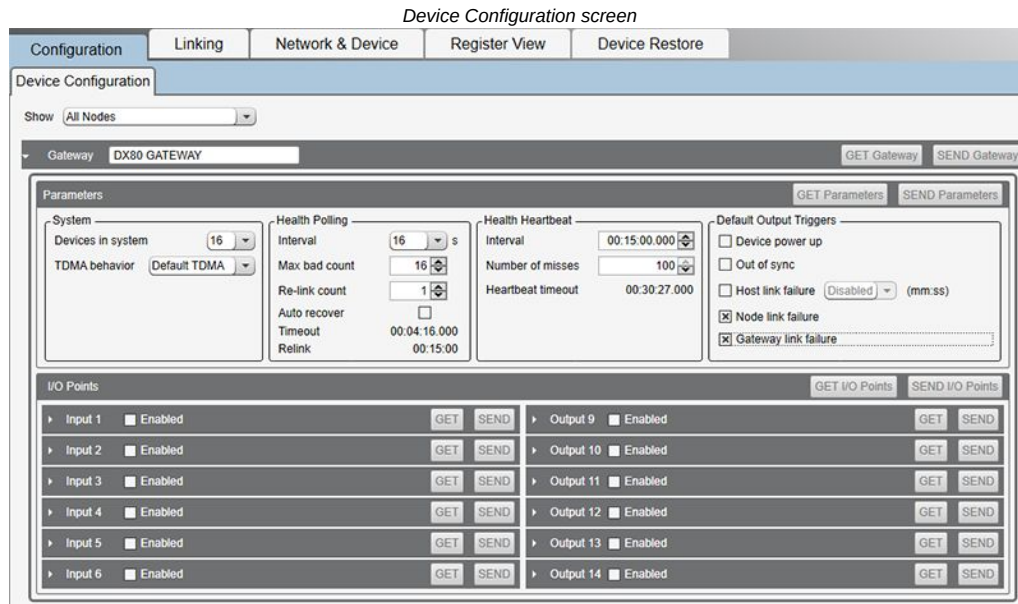 Device Configuration screen
Configuration Linking Network & Device Register View Device Restore
Device Configuration
Show All Nodes
Gateway DX80 GATEWAY GET Gateway SEND Gateway
Parameters GET Parameters SEND Parameters
System
Devices in system 16
TDMA behavior Default TDMA
Health Polling
Interval 16 s
Max bad count 16
Re-link count 1
Auto recover
Timeout 00:04:16.000
Relink 00:15:00
Health Heartbeat
Interval 00:15:00.000
Number of misses 100
Heartbeat timeout 00:30:27.000
Default Output Triggers
Device power up
Out of sync
Host link failure Disabled (mm:ss)
Node link failure
Gateway link failure
I/O Points GET I/O Points SEND I/O Points
Input 1 Enabled GET SEND Output 9 Enabled GET SEND
Input 2 Enabled GET SEND Output 10 Enabled GET SEND
Input 3 Enabled GET SEND Output 11 Enabled GET SEND
Input 4 Enabled GET SEND Output 12 Enabled GET SEND
Input 5 Enabled GET SEND Output 13 Enabled GET SEND
Input 6 Enabled GET SEND Output 14 Enabled GET SEND